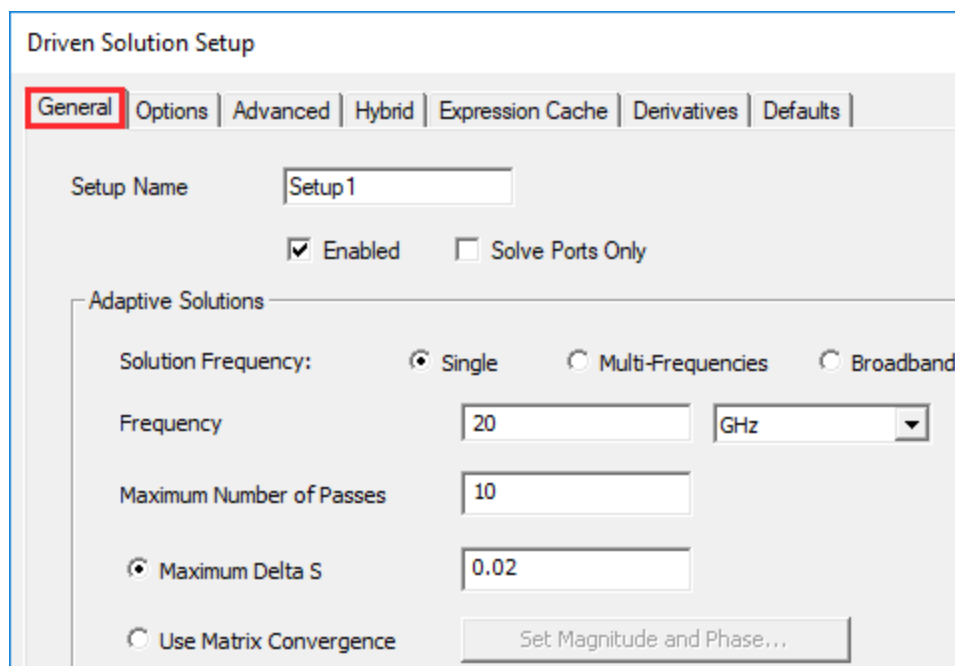 Driven Solution Setup
General Options Advanced Hybrid Expression Cache Derivatives Defaults
Setup Name Setup1
Enabled Solve Ports Only
Adaptive Solutions
Solution Frequency: Single Multi-Frequencies Broadband
Frequency 20 GHz
Maximum Number of Passes 10
Maximum Delta S 0.02
Use Matrix Convergence Set Magnitude and Phase...